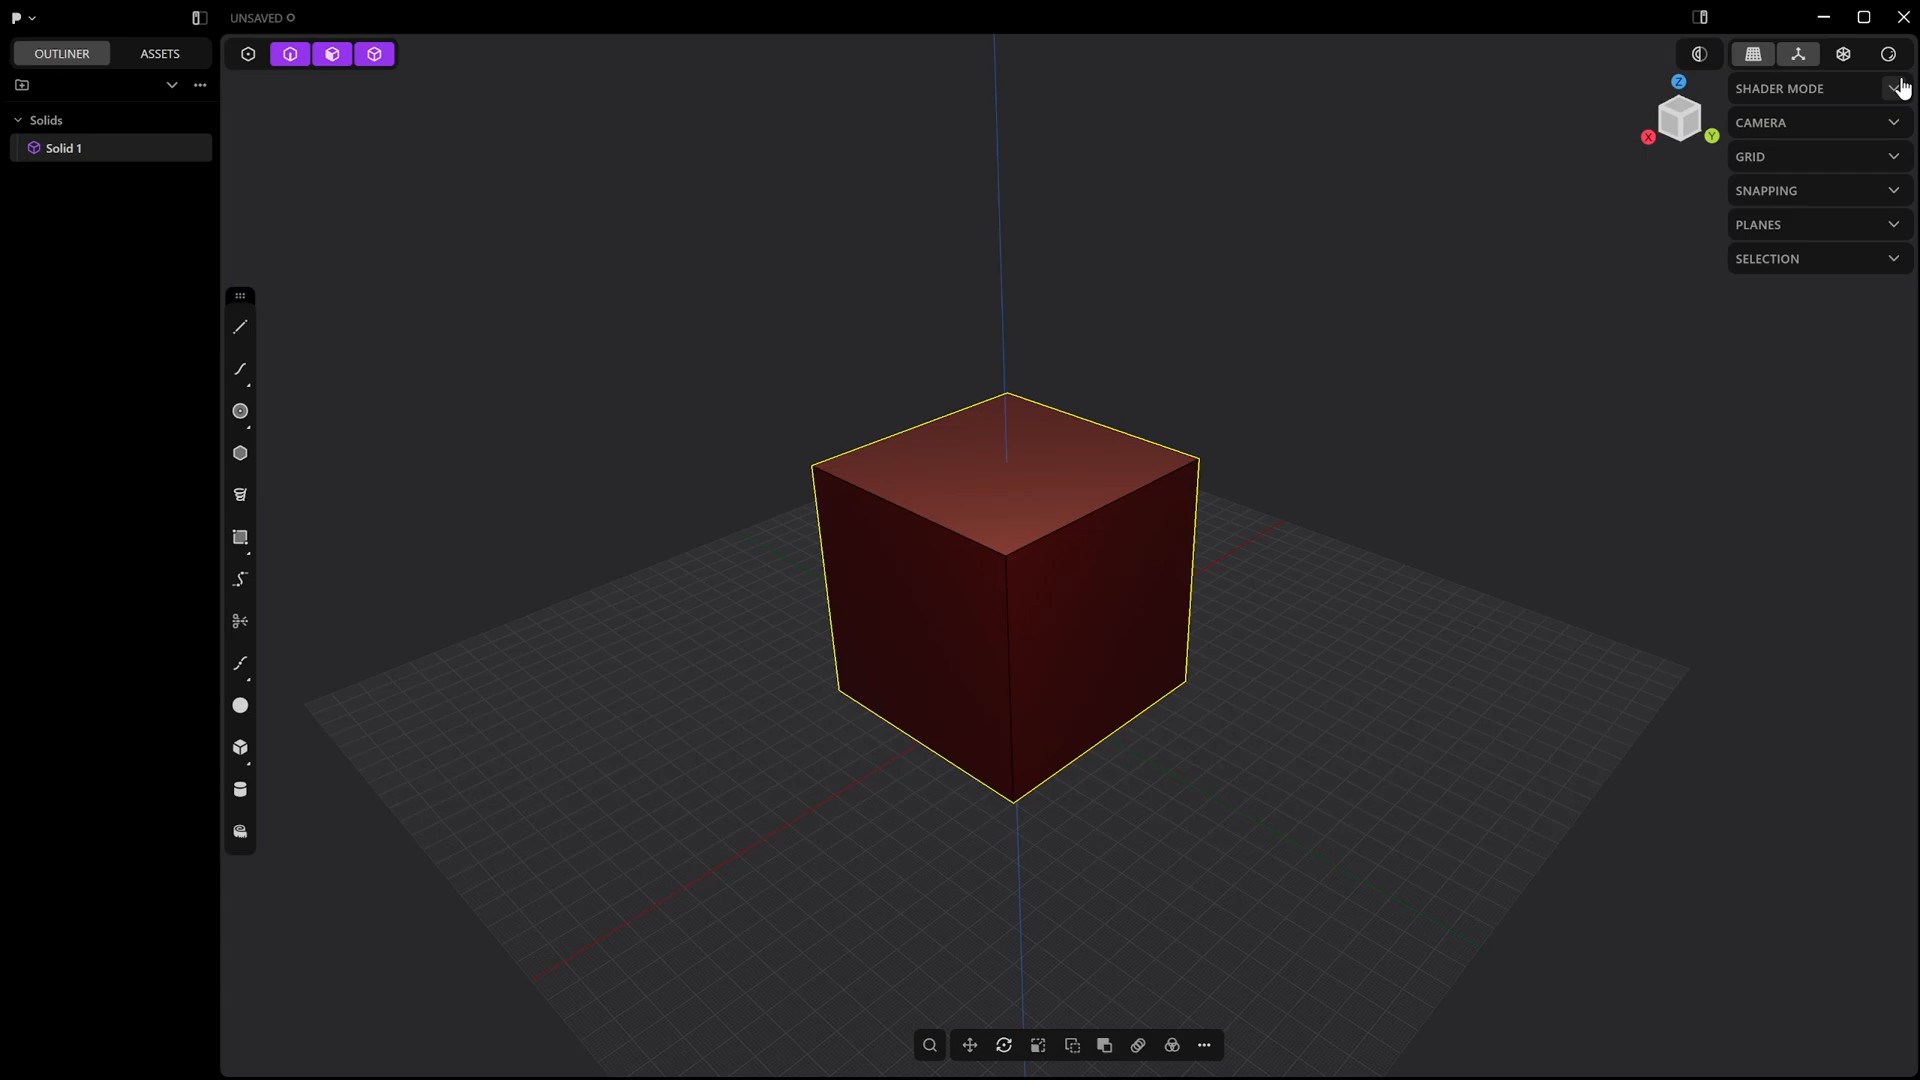 UNSAVED
OUTLINER
ASSETS
Solids
Solid 1
Z
X
Y
SHADER MODE
CAMERA
GRID
SNAPPING
PLANES
SELECTION